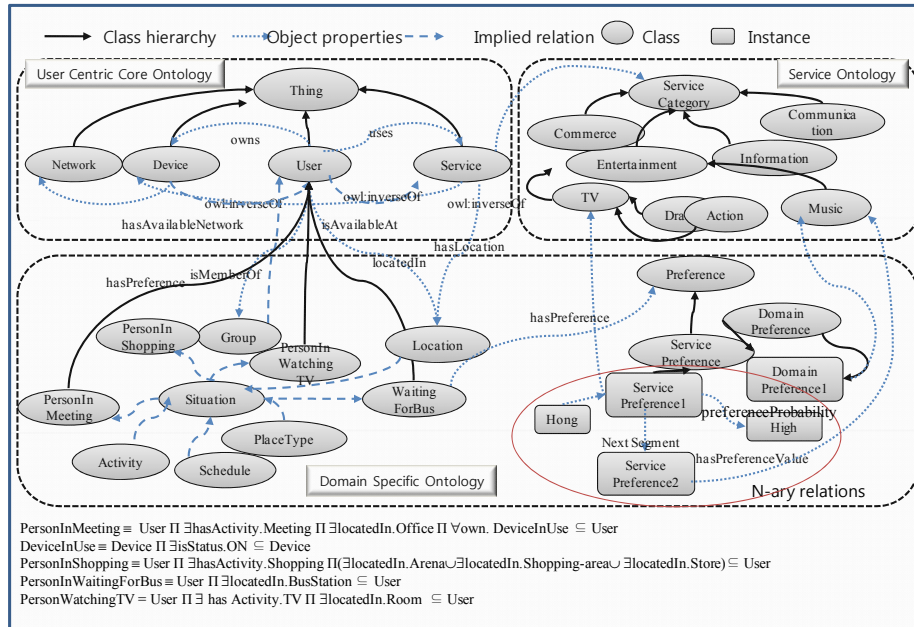 Class hierarchy
Object properties
Implied relation
Class
Instance
User Centric Core Ontology
Service Ontology
Thing
owns
uses
Network
Device
User
Service
owl:inverseOf
owl:inverseOf
owl:inverseOf
hasAvailableNetwork
isAvailableAt
Service
Category
Commerce
Communica
tion
Entertainment
Information
TV
Dra
Action
Music
hasLocation
locatedIn
hasPreference
isMemberOf
PersonIn
Shopping
Group
PersonIn
Watching
TV
Location
PersonIn
Meeting
Situation
Waiting
ForBus
PlaceType
Activity
Schedule
Domain Specific Ontology
hasPreference
Preference
Service
Preference
Domain
Preference
Domain
Preference1
Service
Preference1
Hong
preferenceProbability
High
NextSegment
hasPreferenceValue
Service
Preference2
N-ary relations
PersonInMeeting ≡ User Π ∃hasActivity.Meeting Π ∃locatedIn.Office Π ∀own. DeviceInUse ⊆ User
DeviceInUse ≡ Device Π ∃isStatus.ON ⊆ Device
PersonInShopping ≡ User Π ∃hasActivity.Shopping Π(∃locatedIn.Arena∪∃locatedIn.Shopping-area∪ ∃locatedIn.Store) ⊆ User
PersonInWaitingForBus ≡ User Π ∃locatedIn.BusStation ⊆ User
PersonWatchingTV = User Π ∃ has Activity.TV Π ∃locatedIn.Room ⊆ User